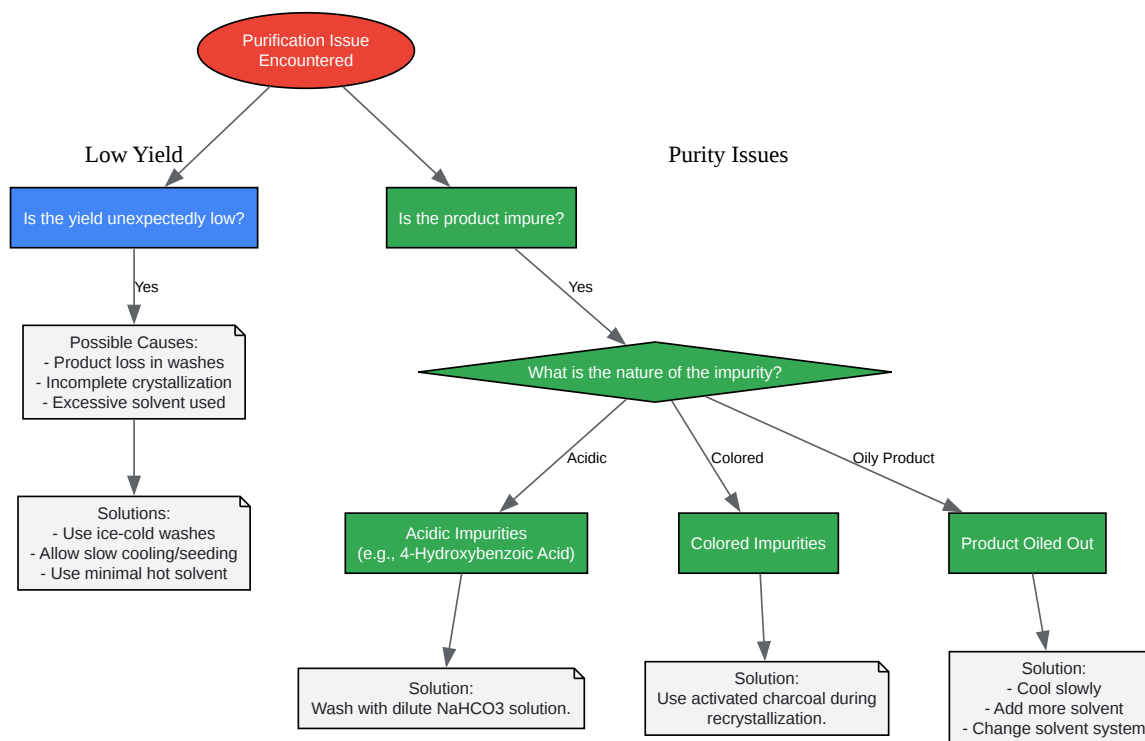 Purification Issue
Encountered
Low Yield
Purity Issues
Is the yield unexpectedly low?
Is the product impure?
Yes
Yes
Possible Causes:
- Product loss in washes
- Incomplete crystallization
- Excessive solvent used
What is the nature of the impurity?
Acidic
Colored
Oily Product
Solutions:
- Use ice-cold washes
- Allow slow cooling/seeding
- Use minimal hot solvent
Acidic Impurities
(e.g., 4-Hydroxybenzoic Acid)
Colored Impurities
Product Oiled Out
Solution:
Wash with dilute NaHCO3 solution.
Solution:
Use activated charcoal during
recrystallization.
Solution:
- Cool slowly
- Add more solvent
- Change solvent system